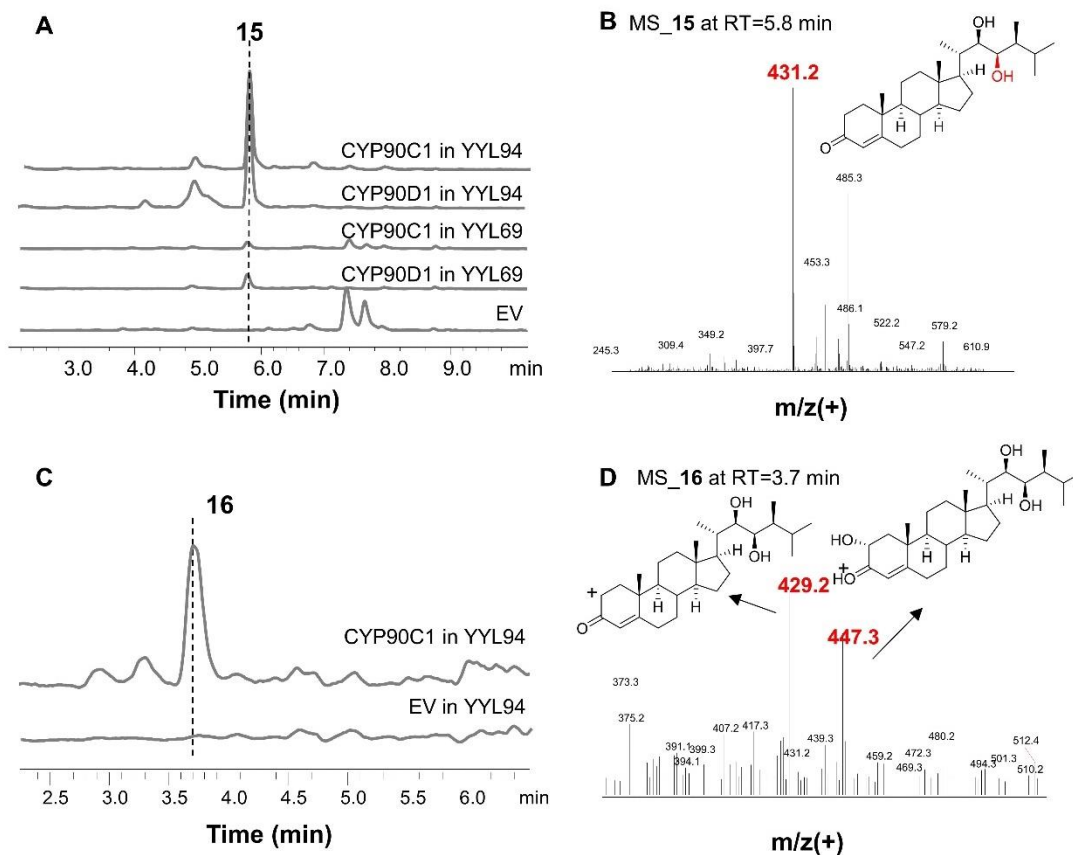 A
15
CYP90C1 in YYL94
CYP90D1 in YYL94
CYP90C1 in YYL69
CYP90D1 in YYL69
EV
3.0 4.0 5.0 6.0 7.0 8.0 9.0 min
Time (min)
B MS_15 at RT=5.8 min
OH
OH
H
H
H
O
431.2
485.3
453.3
486.1
349.2
522.2
579.2
245.3
309.4
397.7
547.2
610.9
m/z(+)
C
16
CYP90C1 in YYL94
EV in YYL94
2.5 3.0 3.5 4.0 4.5 5.0 5.5 6.0 min
Time (min)
D MS_16 at RT=3.7 min
OH
OH
H
H
H
+
O
OH
OH
H
H
H
HO
+
HO
429.2
447.3
373.3
375.2
391.1
394.1
399.3
407.2
417.3
431.2
439.3
459.2
469.3
472.3
480.2
494.3
501.3
512.4
510.2
m/z(+)